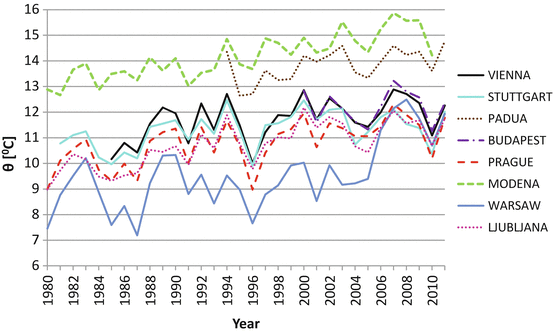 16
15
14
13
12
11
10
9
8
7
6
θ [⁰C]
1980
1982
1984
1986
1988
1990
1992
1994
1996
1998
2000
2002
2004
2006
2008
2010
Year
VIENNA
STUTTGART
PADUA
BUDAPEST
PRAGUE
MODENA
WARSAW
LJUBLJANA